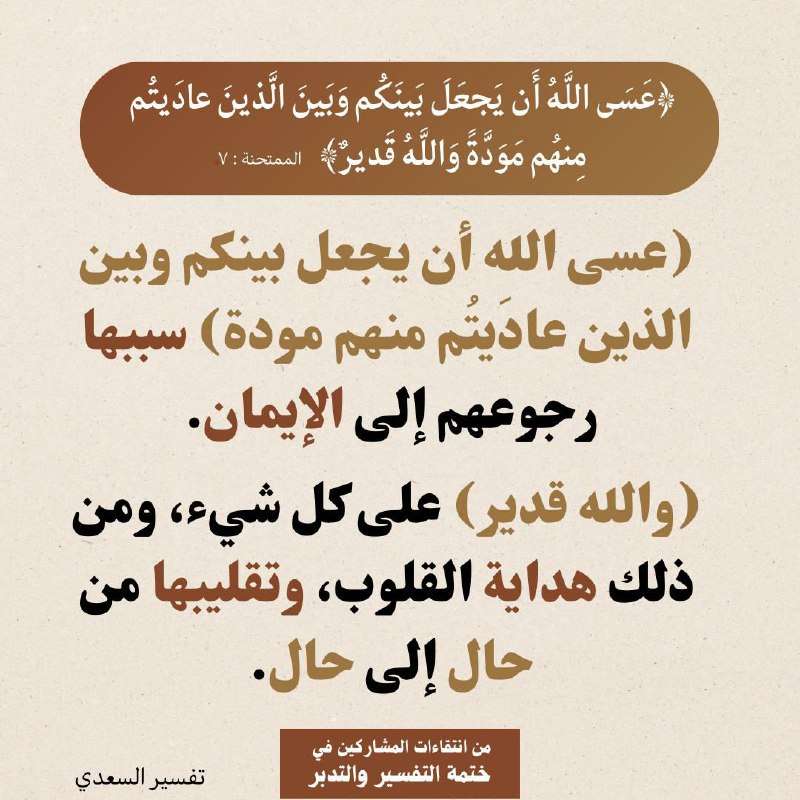 ﴿عَسَى اللَّهُ أَن يَجعَلَ بَينَكُم وَبَينَ الَّذينَ عادَيتُم
مِنهُم مَوَدَّةً وَاللَّهُ قَديرٌ﴾ الممتحنة : ٧
(عسى الله أن يجعل بينكم وبين
الذين عادَيتُم منهم مودة) سببها
رجوعهم إلى الإيمان.
(والله قدير) على كل شيء، ومن
ذلك هداية القلوب، وتقليبها من
حال إلى حال.
من انتقاءات المشاركين في
ختمة التفسير والتدبر
تفسير السعدي